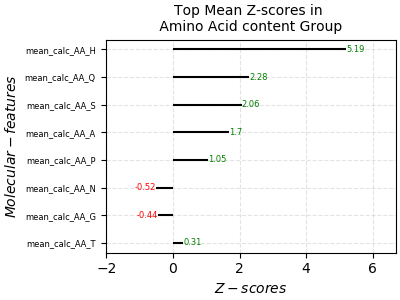 Top Mean Z-scores in
Amino Acid content Group
mean_calc_AA_H 5.19
mean_calc_AA_Q 2.28
mean_calc_AA_S 2.06
mean_calc_AA_A 1.7
mean_calc_AA_P 1.05
mean_calc_AA_N -0.52
mean_calc_AA_G -0.44
mean_calc_AA_T 0.31
Molecular − features
−2 0 2 4 6
Z − scores